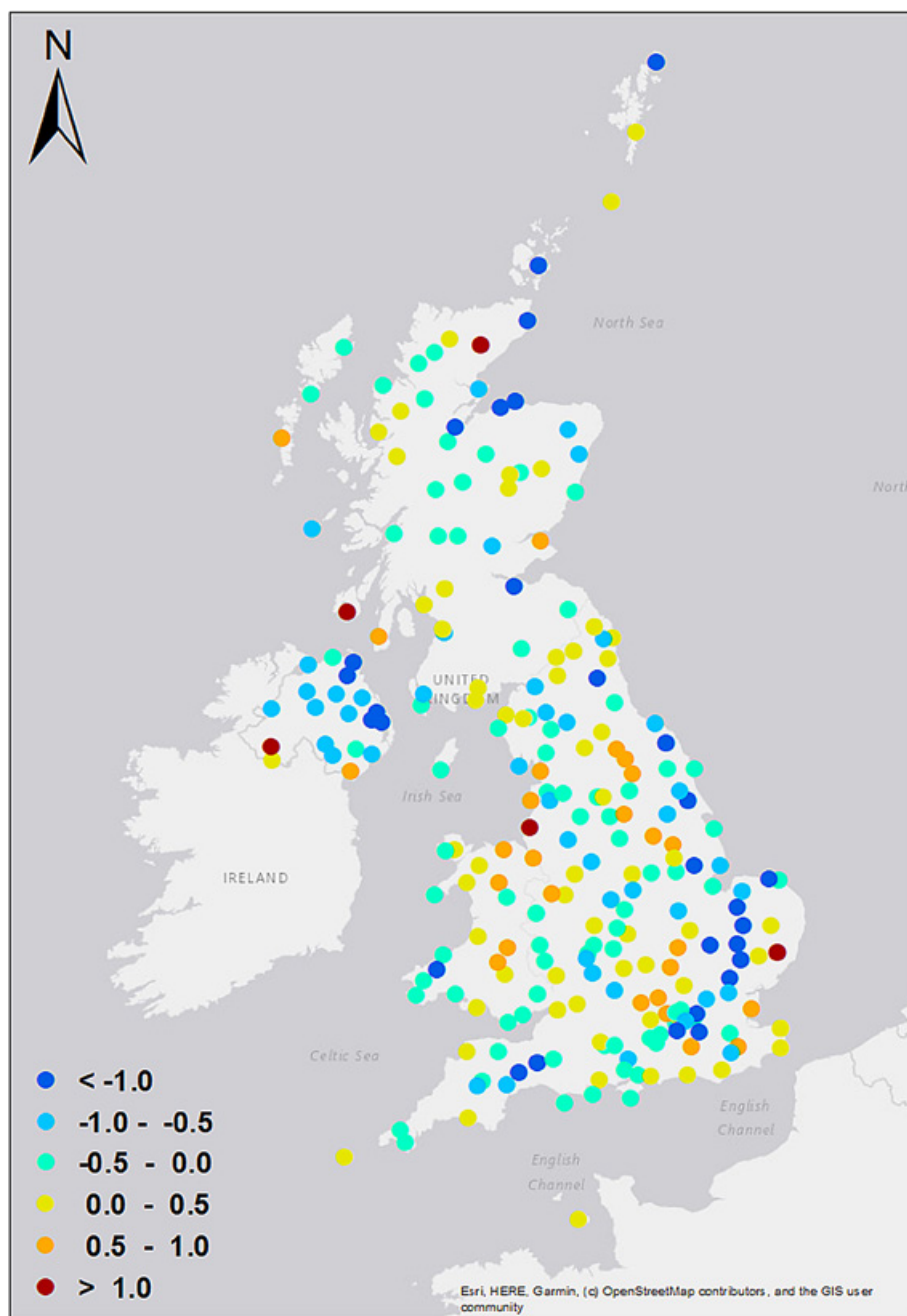 N
North Sea
North
UNITED
KINGDOM
Irish Sea
IRELAND
Celtic Sea
English
Channel
English
Channel
< -1.0
-1.0 - -0.5
-0.5 - 0.0
0.0 - 0.5
0.5 - 1.0
> 1.0
Esri, HERE, Garmin, (c) OpenStreetMap contributors, and the GIS user
community